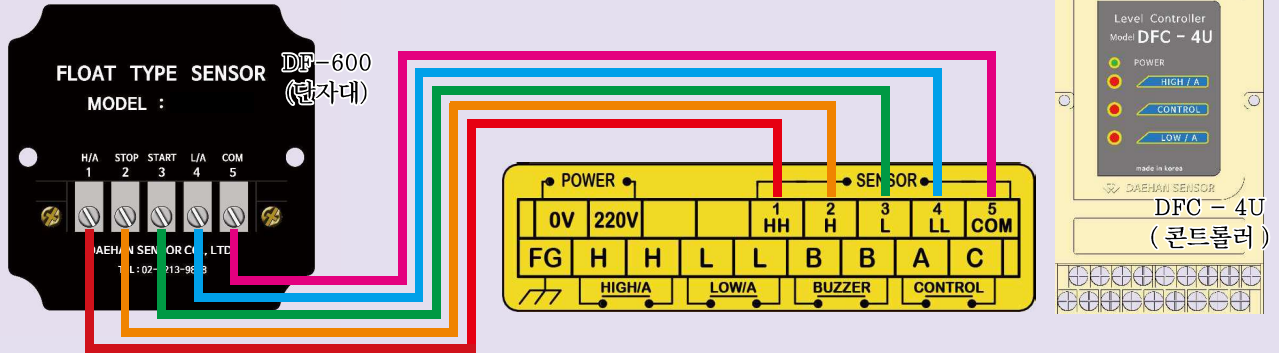 FLOAT TYPE SENSOR
MODEL :
DF-600
(단자대)
H/A STOP START L/A COM
1 2 3 4 5
DAEHAN SENSOR CO., LTD
POWER
SENSOR
0V 220V
1 2 3 4 5
HH H L LL COM
FG H H L L B B A C
HIGH/A LOW/A BUZZER CONTROL
Level Controller
Model DFC - 4U
POWER
HIGH / A
CONTROL
LOW / A
made in korea
DAEHAN SENSOR
DFC - 4U
( 콘트롤러 )